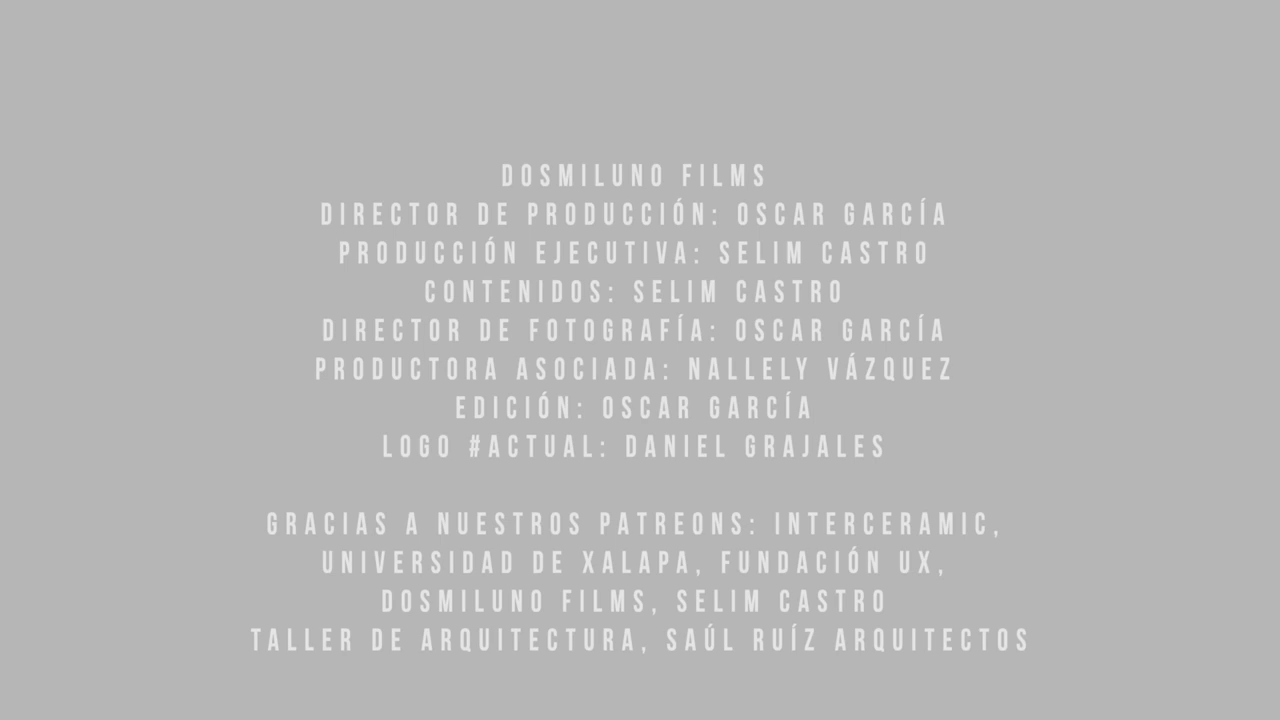 DOSMILUNO FILMS
DIRECTOR DE PRODUCCIÓN: OSCAR GARCÍA
PRODUCCIÓN EJECUTIVA: SELIM CASTRO
CONTENIDOS: SELIM CASTRO
DIRECTOR DE FOTOGRAFÍA: OSCAR GARCÍA
PRODUCTORA ASOCIADA: NALLELY VÁZQUEZ
EDICIÓN: OSCAR GARCÍA
LOGO #ACTUAL: DANIEL GRAJALES
GRACIAS A NUESTROS PATREONS: INTERCERAMIC,
UNIVERSIDAD DE XALAPA, FUNDACIÓN UX,
DOSMILUNO FILMS, SELIM CASTRO
TALLER DE ARQUITECTURA, SAÚL RUÍZ ARQUITECTOS